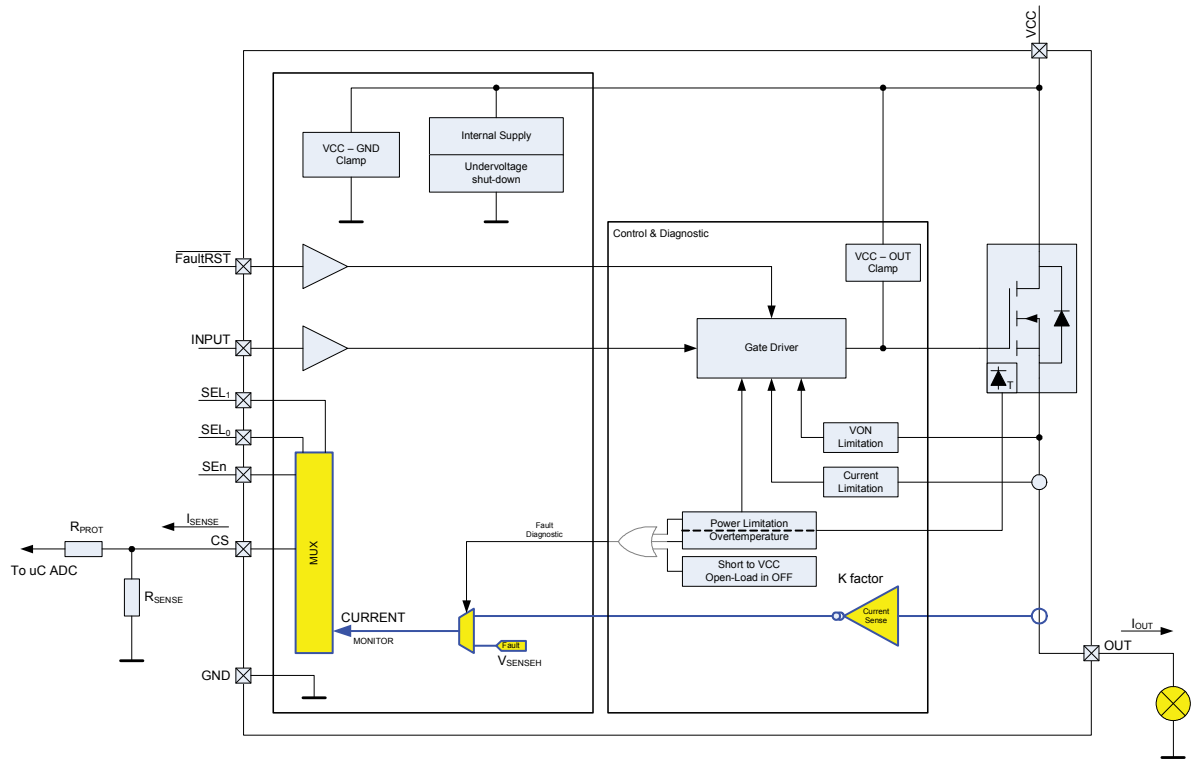 VCC
VCC – GND
Clamp
Internal Supply
Undervoltage
shut-down
Control & Diagnostic
FaultRST
VCC – OUT
Clamp
INPUT
Gate Driver
T
SEL1
SEL0
SEn
VON
Limitation
Current
Limitation
RPROT
ISENSE
CS
To uC ADC
RSENSE
MUX
Fault
Diagnostic
Power Limitation
Overtemperature
Short to VCC
Open-Load in OFF
K factor
Current
Sense
CURRENT
MONITOR
Fault
VSENSEH
IOUT
OUT
GND